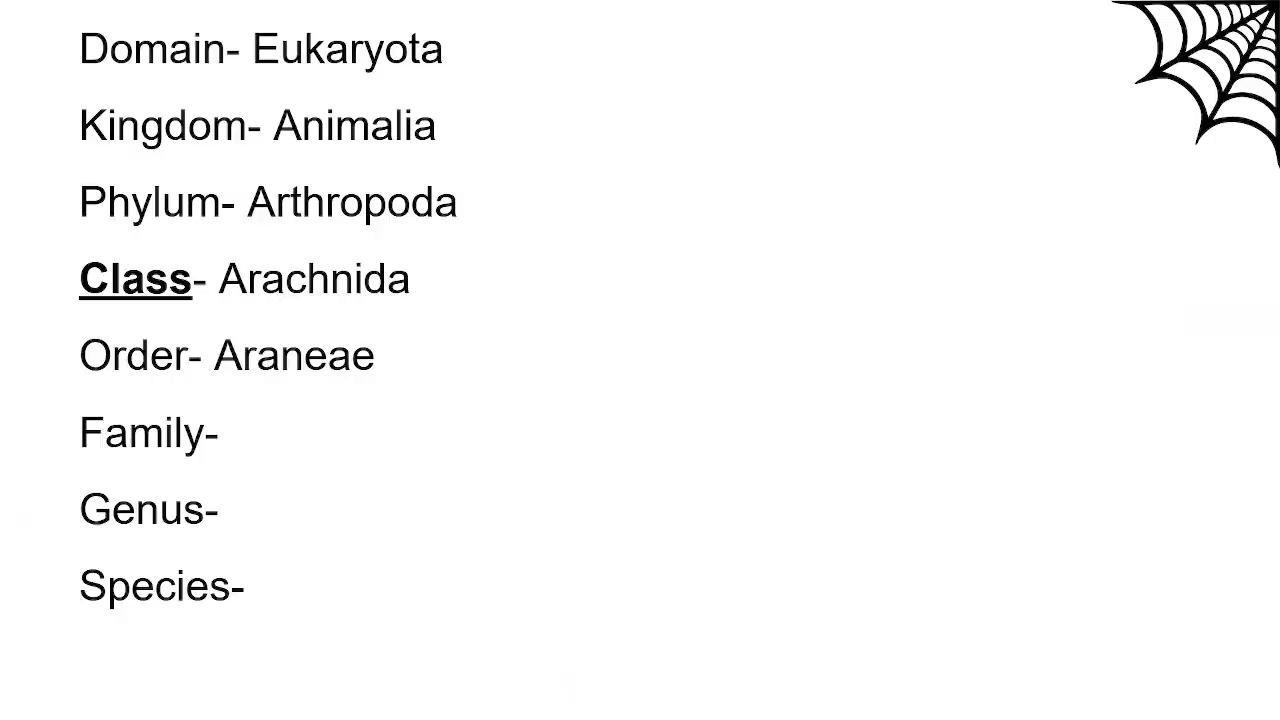 Domain- Eukaryota
Kingdom- Animalia
Phylum- Arthropoda
Class- Arachnida
Order- Araneae
Family-
Genus-
Species-